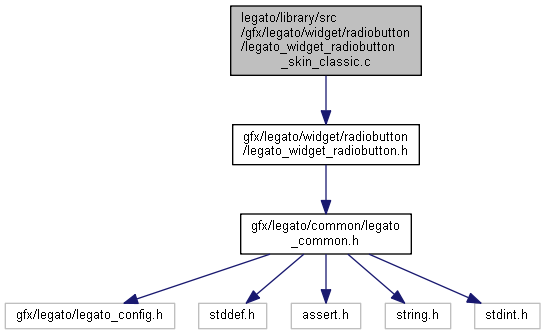 legato/library/src
/gfx/legato/widget/radiobutton
/legato_widget_radiobutton
_skin_classic.c
gfx/legato/widget/radiobutton
/legato_widget_radiobutton.h
gfx/legato/common/legato
_common.h
gfx/legato/legato_config.h
stddef.h
assert.h
string.h
stdint.h